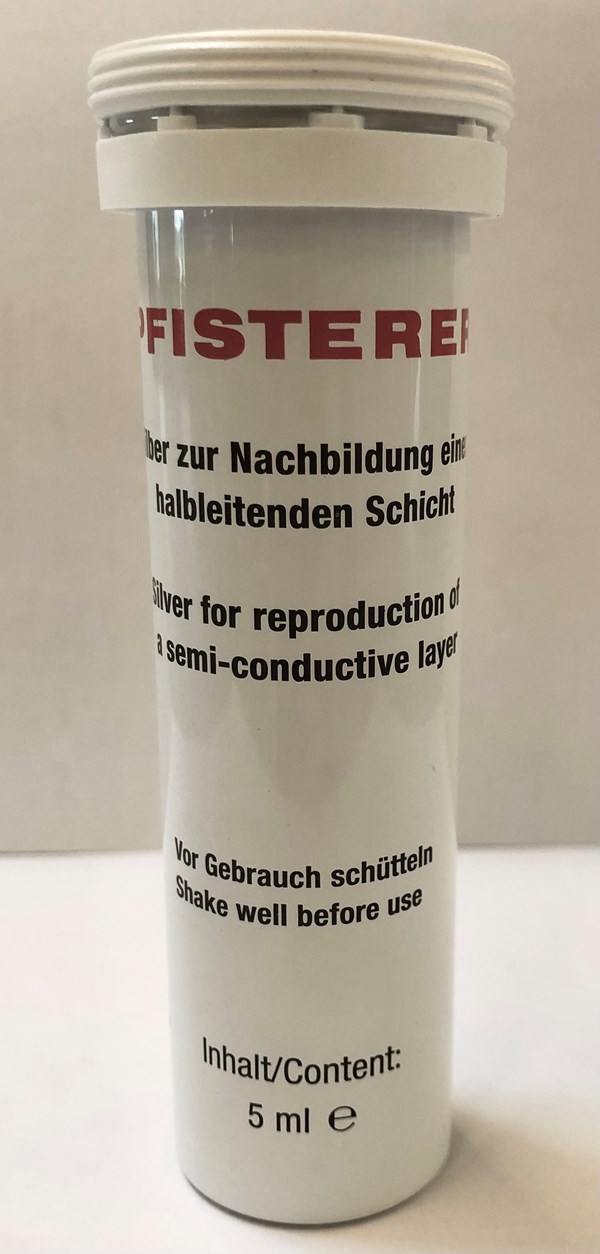 PFISTERER
Silber zur Nachbildung einer
halbleitenden Schicht
Silver for reproduction of
a semi-conductive layer
Vor Gebrauch schütteln
Shake well before use
Inhalt/Content:
5 ml ℮